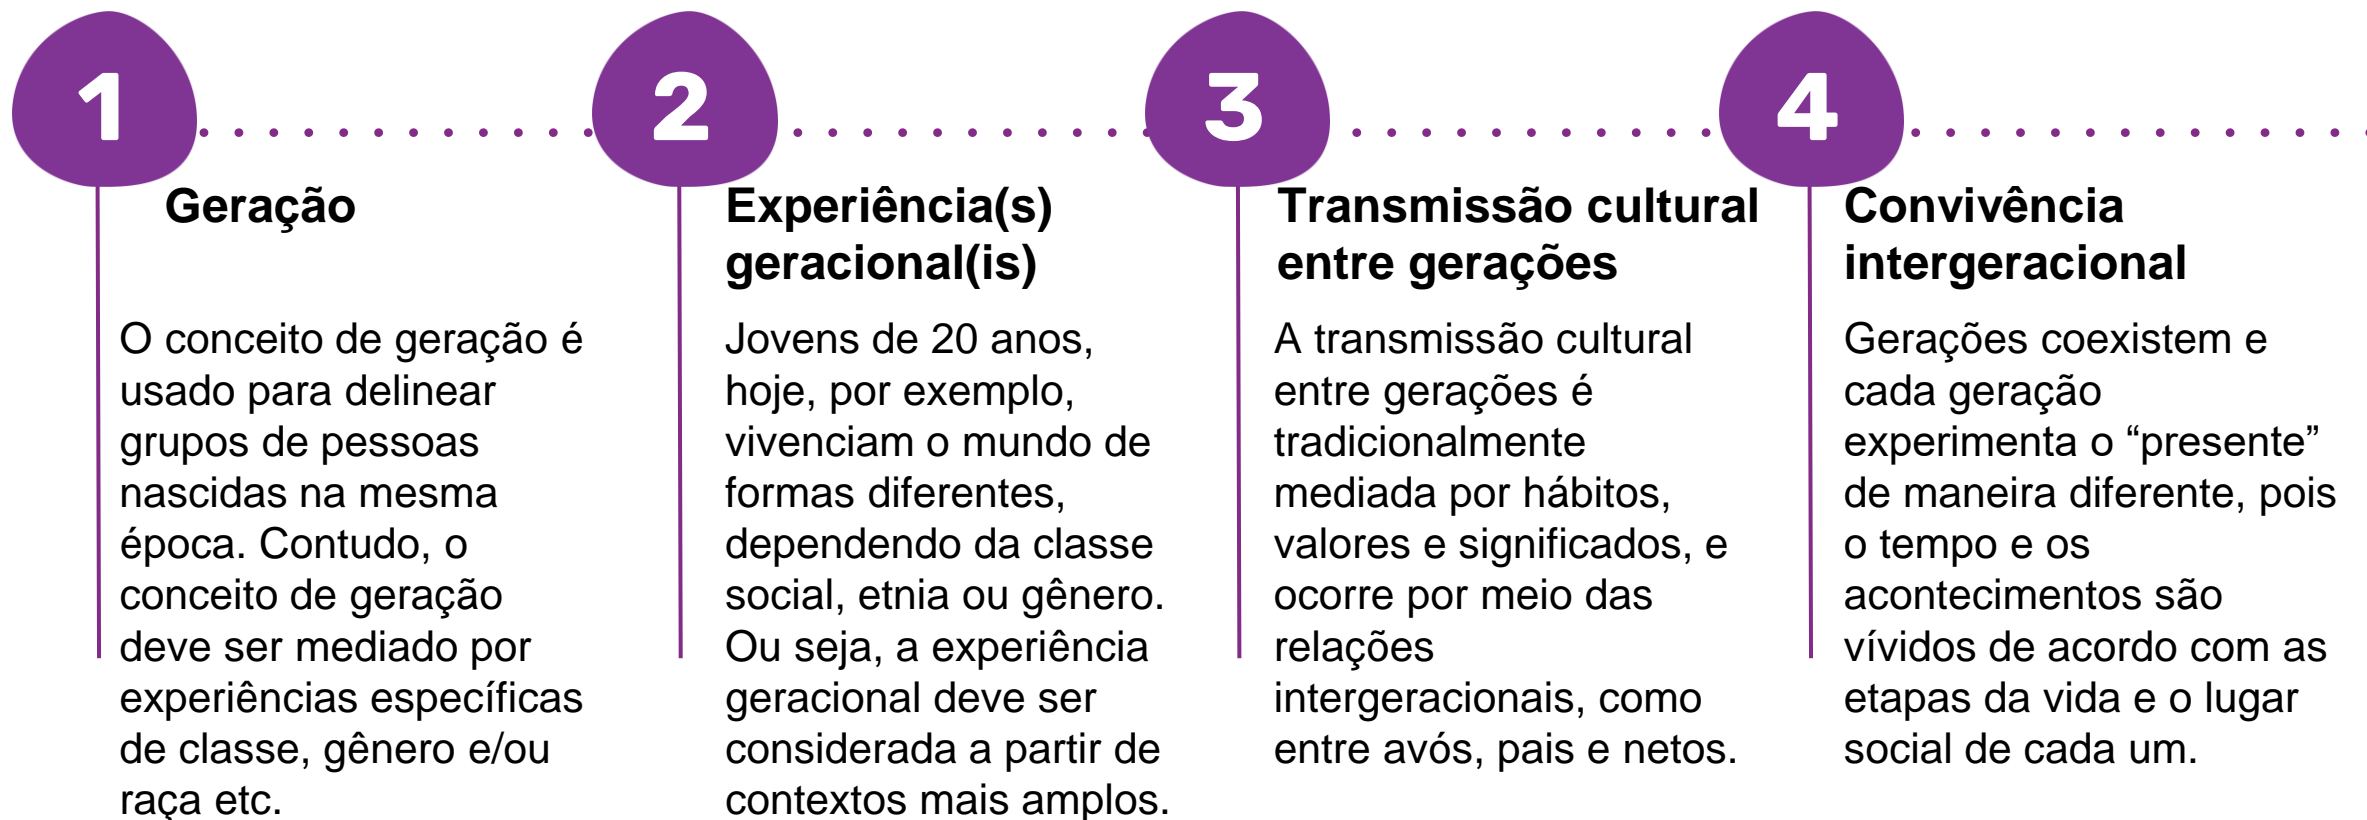 1
Geração
O conceito de geração é
usado para delinear
grupos de pessoas
nascidas na mesma
época. Contudo, o
conceito de geração
deve ser mediado por
experiências específicas
de classe, gênero e/ou
raça etc.
2
Experiência(s)
geracional(is)
Jovens de 20 anos,
hoje, por exemplo,
vivenciam o mundo de
formas diferentes,
dependendo da classe
social, etnia ou gênero.
Ou seja, a experiência
geracional deve ser
considerada a partir de
contextos mais amplos.
3
Transmissão cultural
entre gerações
A transmissão cultural
entre gerações é
tradicionalmente
mediada por hábitos,
valores e significados, e
ocorre por meio das
relações
intergeracionais, como
entre avós, pais e netos.
4
Convivência
intergeracional
Gerações coexistem e
cada geração
experimenta o “presente”
de maneira diferente, pois
o tempo e os
acontecimentos são
vívidos de acordo com as
etapas da vida e o lugar
social de cada um.